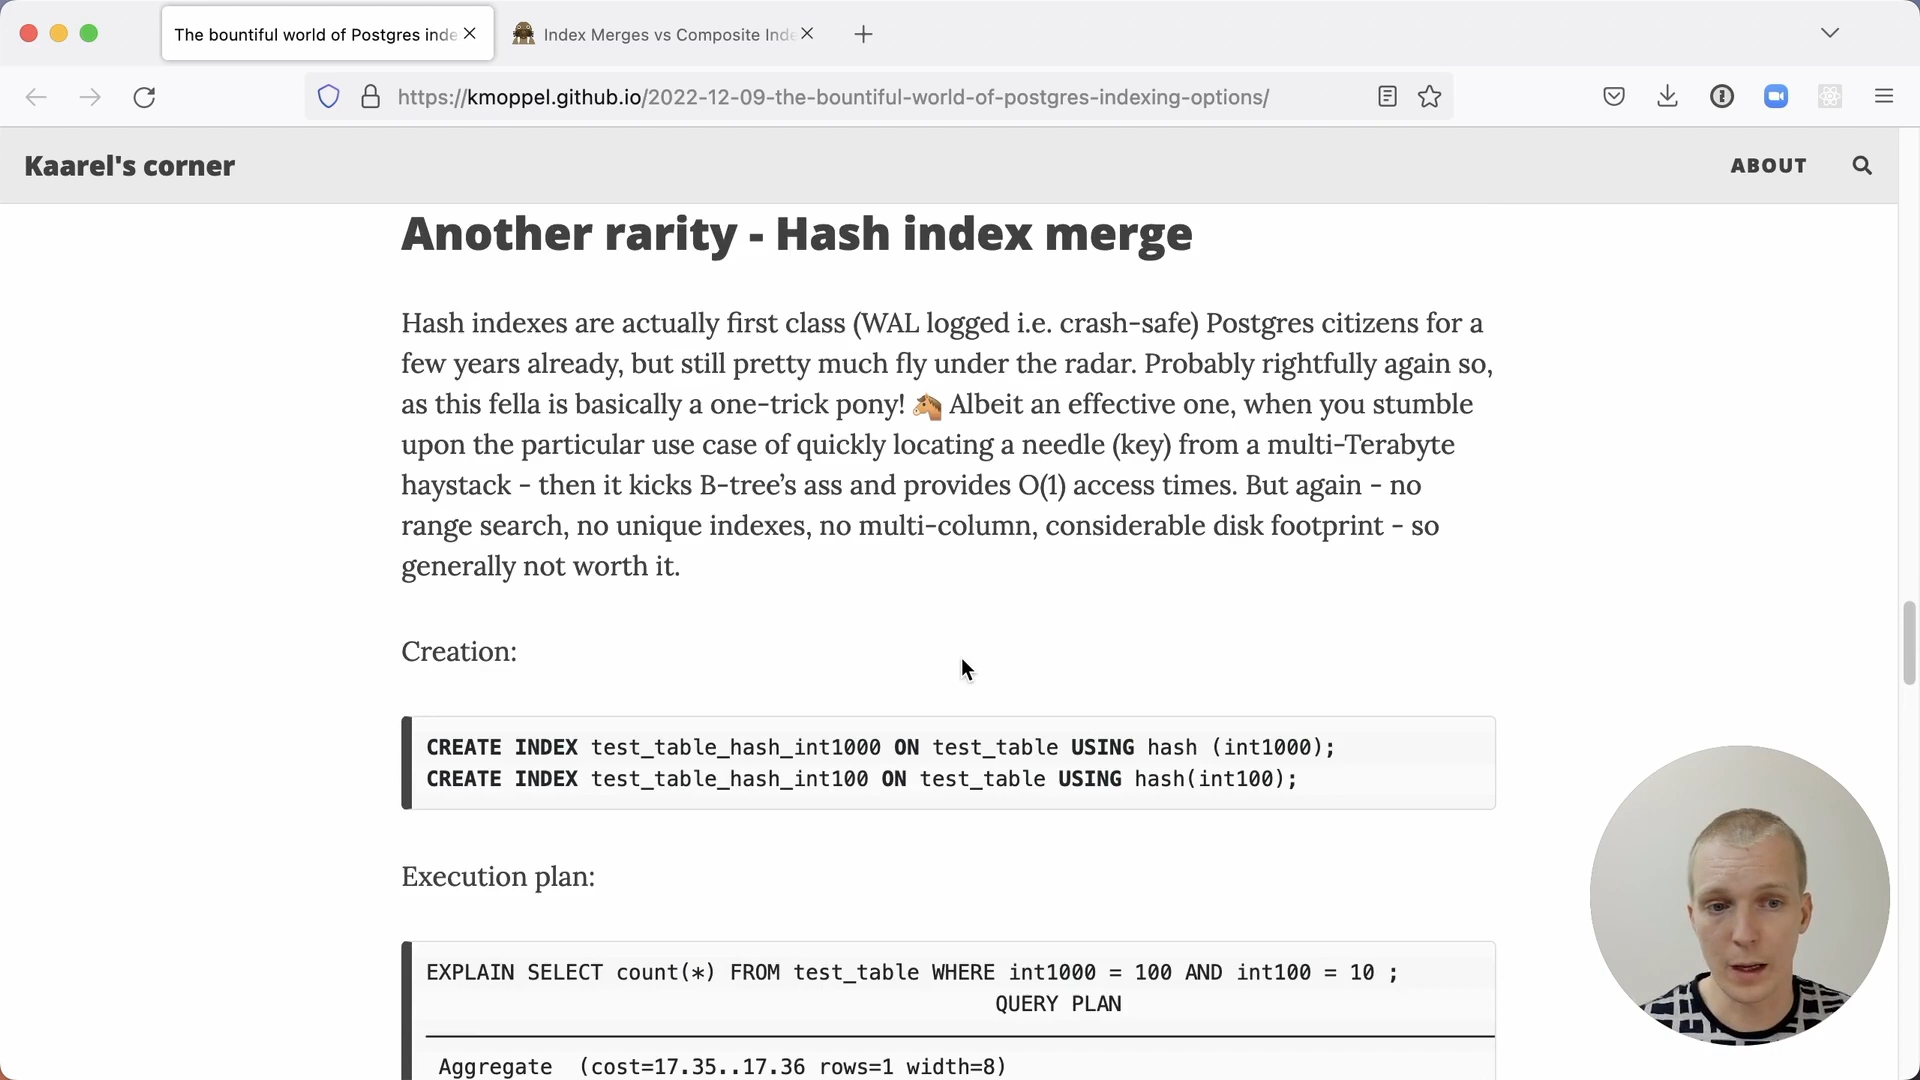 The bountiful world of Postgres inde
Index Merges vs Composite Inde
https://kmoppel.github.io/2022-12-09-the-bountiful-world-of-postgres-indexing-options/
Kaarel's corner
ABOUT
Another rarity - Hash index merge
Hash indexes are actually first class (WAL logged i.e. crash-safe) Postgres citizens for a
few years already, but still pretty much fly under the radar. Probably rightfully again so,
as this fella is basically a one-trick pony! 🐴 Albeit an effective one, when you stumble
upon the particular use case of quickly locating a needle (key) from a multi-Terabyte
haystack - then it kicks B-tree’s ass and provides O(1) access times. But again - no
range search, no unique indexes, no multi-column, considerable disk footprint - so
generally not worth it.
Creation:
CREATE INDEX test_table_hash_int1000 ON test_table USING hash (int1000);
CREATE INDEX test_table_hash_int100 ON test_table USING hash(int100);
Execution plan:
EXPLAIN SELECT count(*) FROM test_table WHERE int1000 = 100 AND int100 = 10 ;
QUERY PLAN
Aggregate (cost=17.35..17.36 rows=1 width=8)